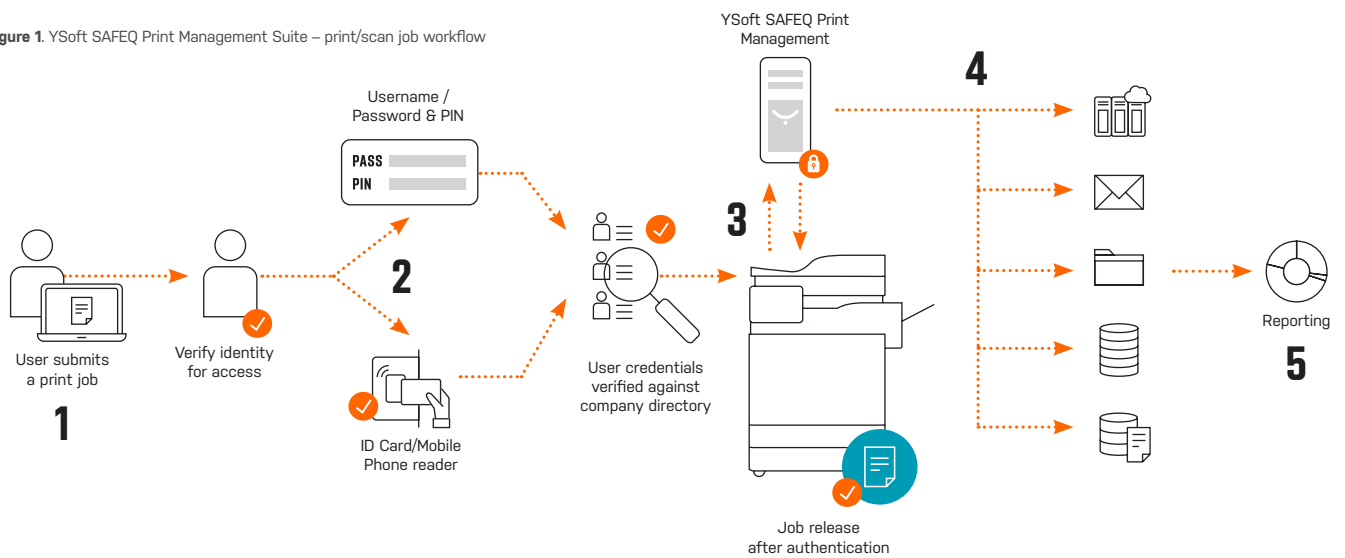 gure 1. YSoft SAFEQ Print Management Suite – print/scan job workflow
YSoft SAFEQ Print
Management
4
Username /
Password & PIN
PASS
PIN
3
2
User submits
a print job
1
Verify identity
for access
ID Card/Mobile
Phone reader
User credentials
verified against
company directory
Job release
after authentication
Reporting
5